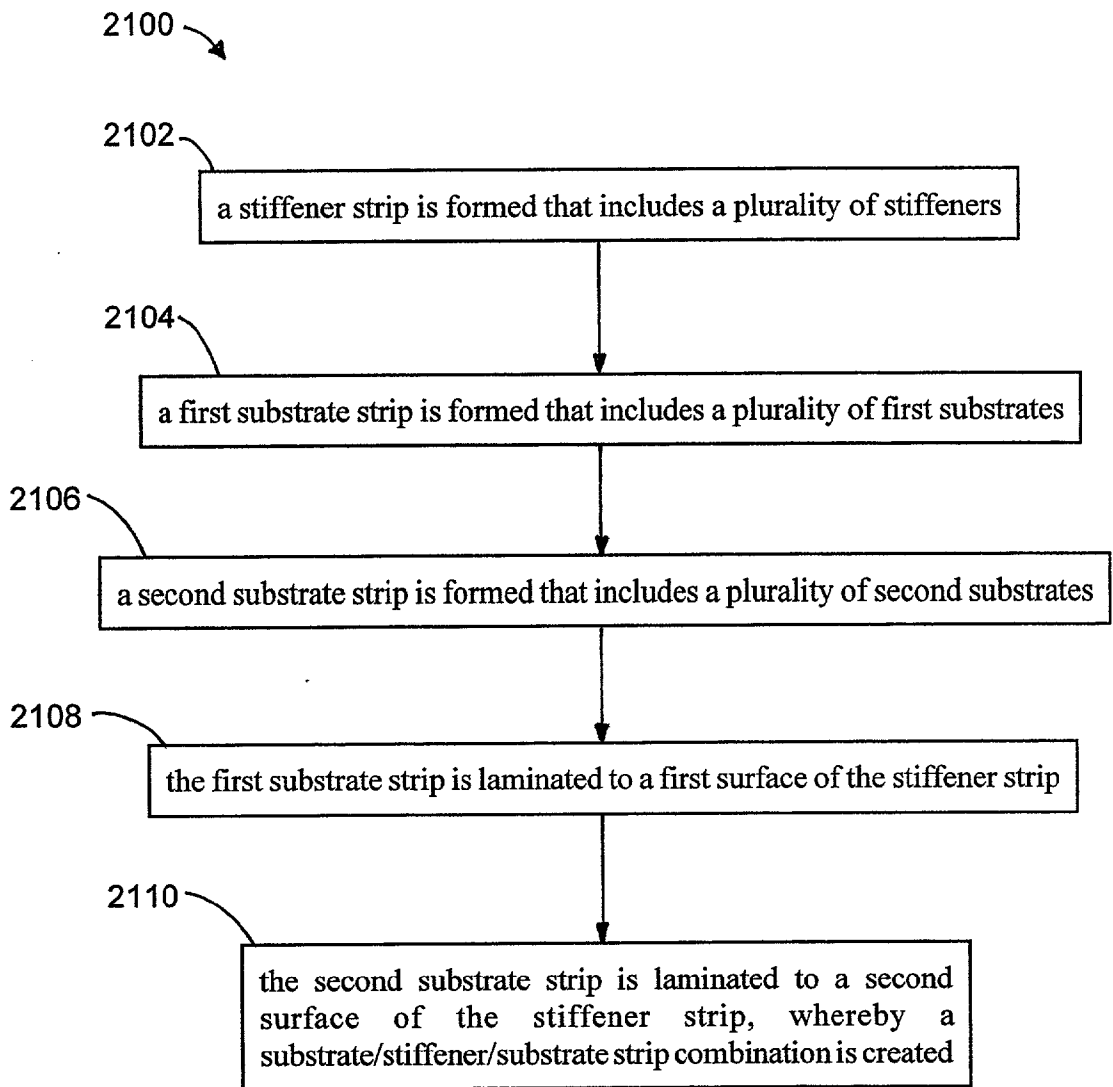 2100
2102
a stiffener strip is formed that includes a plurality of stiffeners
2104
a first substrate strip is formed that includes a plurality of first substrates
2106
a second substrate strip is formed that includes a plurality of second substrates
2108
the first substrate strip is laminated to a first surface of the stiffener strip
2110
the second substrate strip is laminated to a second
surface of the stiffener strip, whereby a
substrate/stiffener/substrate strip combination is created